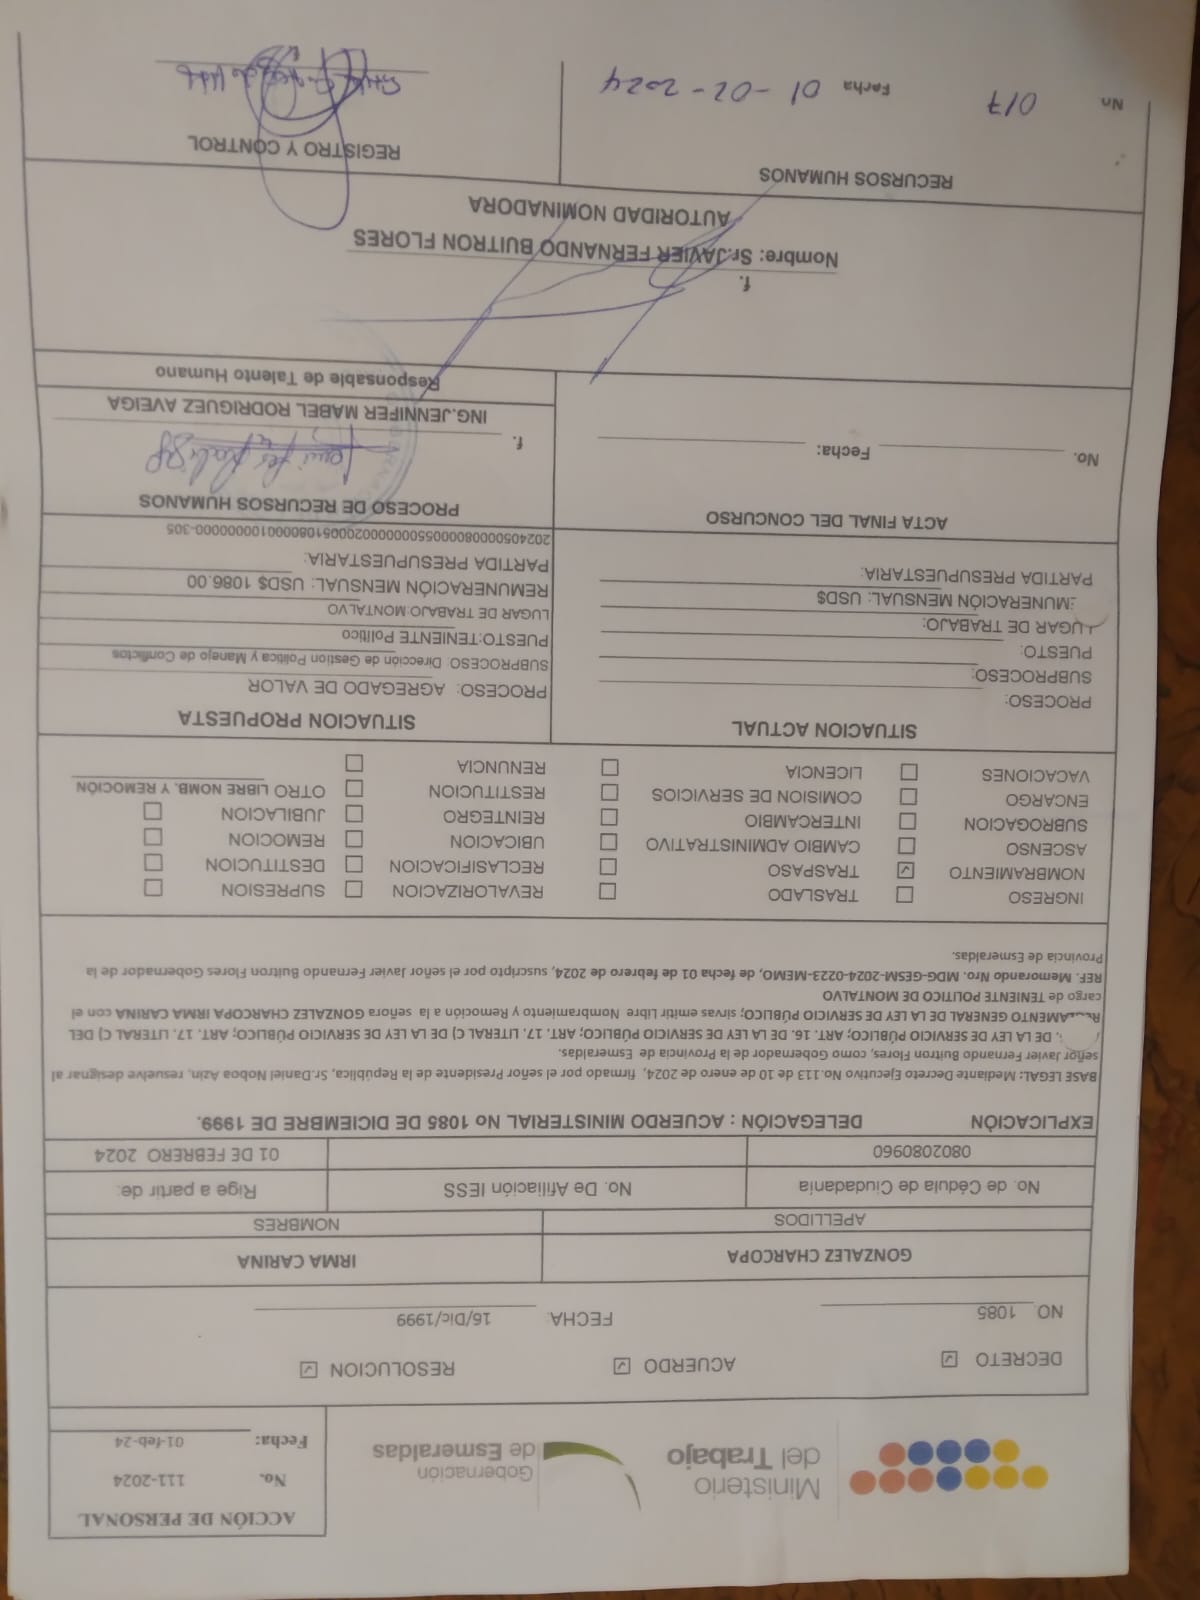 Ministerio
del Trabajo
Gobernación
de Esmeraldas
ACCIÓN DE PERSONAL
No. 111-2024
Fecha: 01-feb-24
DECRETO ☑ ACUERDO ☑ RESOLUCION ☑
NO. 1085 FECHA: 16/Dic/1999
GONZALEZ CHARCOPA IRMA CARINA
APELLIDOS NOMBRES
No. de Cédula de Ciudadanía No. De Afiliación IESS Rige a partir de:
0802080960 01 DE FEBRERO 2024
EXPLICACIÒN DELEGACIÓN : ACUERDO MINISTERIAL No 1085 DE DICIEMBRE DE 1999.
BASE LEGAL: Mediante Decreto Ejecutivo No.113 de 10 de enero de 2024, firmado por el señor Presidente de la República, Sr.Daniel Noboa Azin, resuelve designar al
señor Javier Fernando Buitron Flores, como Gobernador de la Provincia de Esmeraldas.
. DE LA LEY DE SERVICIO PÚBLICO; ART. 16. DE LA LEY DE SERVICIO PÚBLICO; ART. 17. LITERAL C) DE LA LEY DE SERVICIO PÚBLICO; ART. 17. LITERAL C) DEL
REGLAMENTO GENERAL DE LA LEY DE SERVICIO PÚBLICO; sirvas emitir Libre Nombramiento y Remoción a la señora GONZALEZ CHARCOPA IRMA CARINA con el
cargo de TENIENTE POLITICO DE MONTALVO
REF. Memorando Nro. MDG-GESM-2024-0223-MEMO, de fecha 01 de febrero de 2024, suscripto por el señor Javier Fernando Buitron Flores Gobernador de la
Provincia de Esmeraldas.
INGRESO ☐ TRASLADO ☐ REVALORIZACION ☐ SUPRESION ☐
NOMBRAMIENTO ☑ TRASPASO ☐ RECLASIFICACION ☐ DESTITUCION ☐
ASCENSO ☐ CAMBIO ADMINISTRATIVO ☐ UBICACION ☐ REMOCION ☐
SUBROGACION ☐ INTERCAMBIO ☐ REINTEGRO ☐ JUBILACION ☐
ENCARGO ☐ COMISION DE SERVICIOS ☐ RESTITUCION ☐ OTRO LIBRE NOMB. Y REMOCIÓN
VACACIONES ☐ LICENCIA ☐ RENUNCIA ☐
SITUACION ACTUAL
PROCESO:
SUBPROCESO:
PUESTO:
LUGAR DE TRABAJO:
EMUNERACIÓN MENSUAL: USD$
PARTIDA PRESUPUESTARIA:
SITUACION PROPUESTA
PROCESO: AGREGADO DE VALOR
SUBPROCESO: Dirección de Gestion Politica y Manejo de Conflictos
PUESTO:TENIENTE Político
LUGAR DE TRABAJO:MONTALVO
REMUNERACIÓN MENSUAL: USD$ 1086.00
PARTIDA PRESUPUESTARIA:
ACTA FINAL DEL CONCURSO
No. Fecha:
PROCESO DE RECURSOS HUMANOS
f.
ING.JENNIFER MABEL RODRIGUEZ AVEIGA
Responsable de Talento Humano
f.
Nombre: Sr.JAVIER FERNANDO BUITRON FLORES
AUTORIDAD NOMINADORA
RECURSOS HUMANOS
No. 017 Fecha 01-02-2024
REGISTRO Y CONTROL